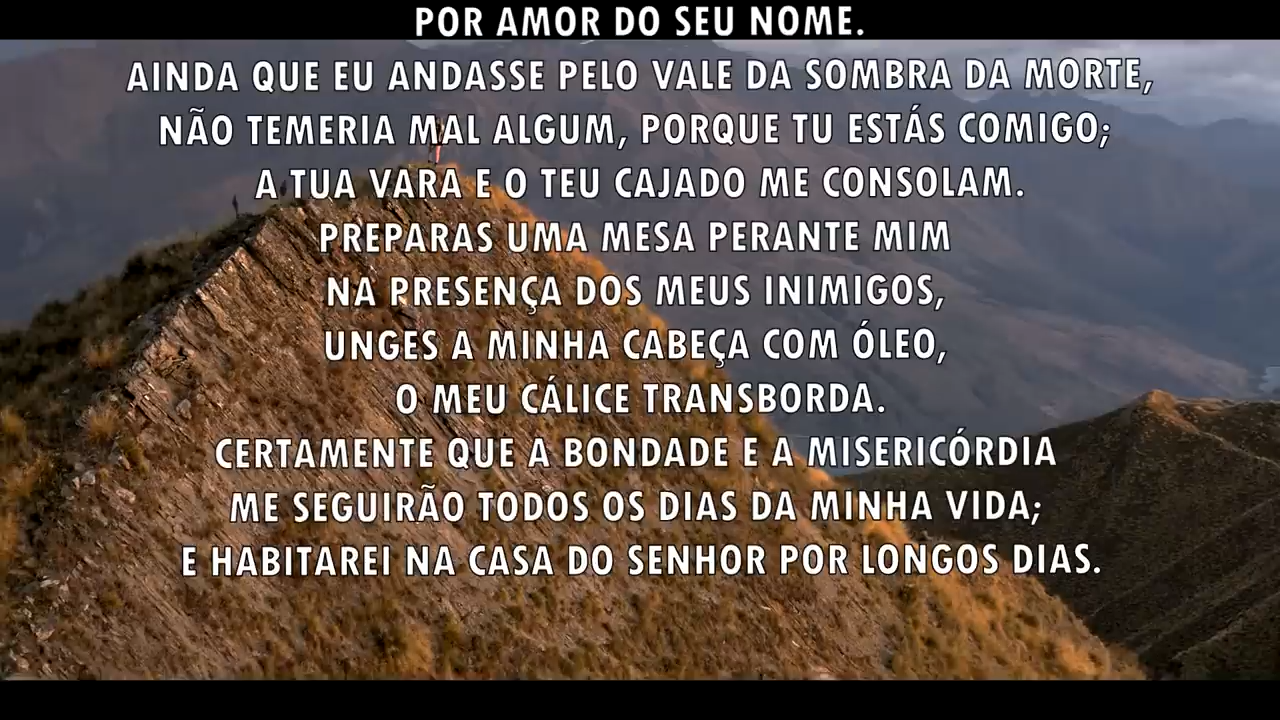 POR AMOR DO SEU NOME.
AINDA QUE EU ANDASSE PELO VALE DA SOMBRA DA MORTE,
NÃO TEMERIA MAL ALGUM, PORQUE TU ESTÁS COMIGO;
A TUA VARA E O TEU CAJADO ME CONSOLAM.
PREPARAS UMA MESA PERANTE MIM
NA PRESENÇA DOS MEUS INIMIGOS,
UNGES A MINHA CABEÇA COM ÓLEO,
O MEU CÁLICE TRANSBORDA.
CERTAMENTE QUE A BONDADE E A MISERICÓRDIA
ME SEGUIRÃO TODOS OS DIAS DA MINHA VIDA;
E HABITAREI NA CASA DO SENHOR POR LONGOS DIAS.